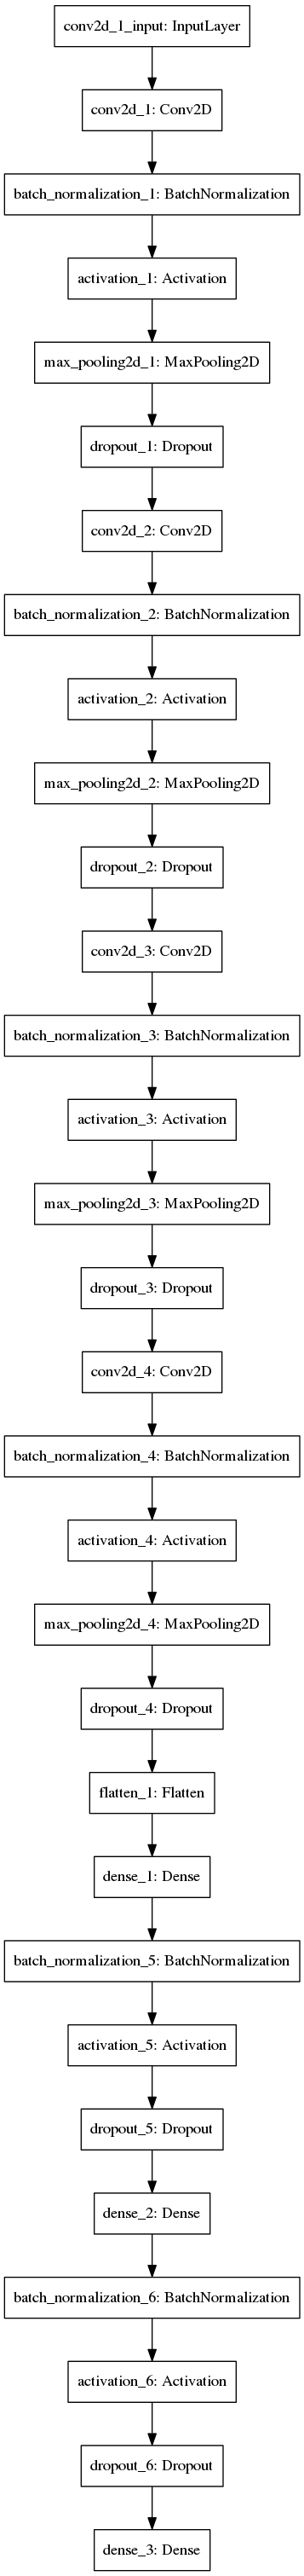 conv2d_1_input: InputLayer
conv2d_1: Conv2D
batch_normalization_1: BatchNormalization
activation_1: Activation
max_pooling2d_1: MaxPooling2D
dropout_1: Dropout
conv2d_2: Conv2D
batch_normalization_2: BatchNormalization
activation_2: Activation
max_pooling2d_2: MaxPooling2D
dropout_2: Dropout
conv2d_3: Conv2D
batch_normalization_3: BatchNormalization
activation_3: Activation
max_pooling2d_3: MaxPooling2D
dropout_3: Dropout
conv2d_4: Conv2D
batch_normalization_4: BatchNormalization
activation_4: Activation
max_pooling2d_4: MaxPooling2D
dropout_4: Dropout
flatten_1: Flatten
dense_1: Dense
batch_normalization_5: BatchNormalization
activation_5: Activation
dropout_5: Dropout
dense_2: Dense
batch_normalization_6: BatchNormalization
activation_6: Activation
dropout_6: Dropout
dense_3: Dense